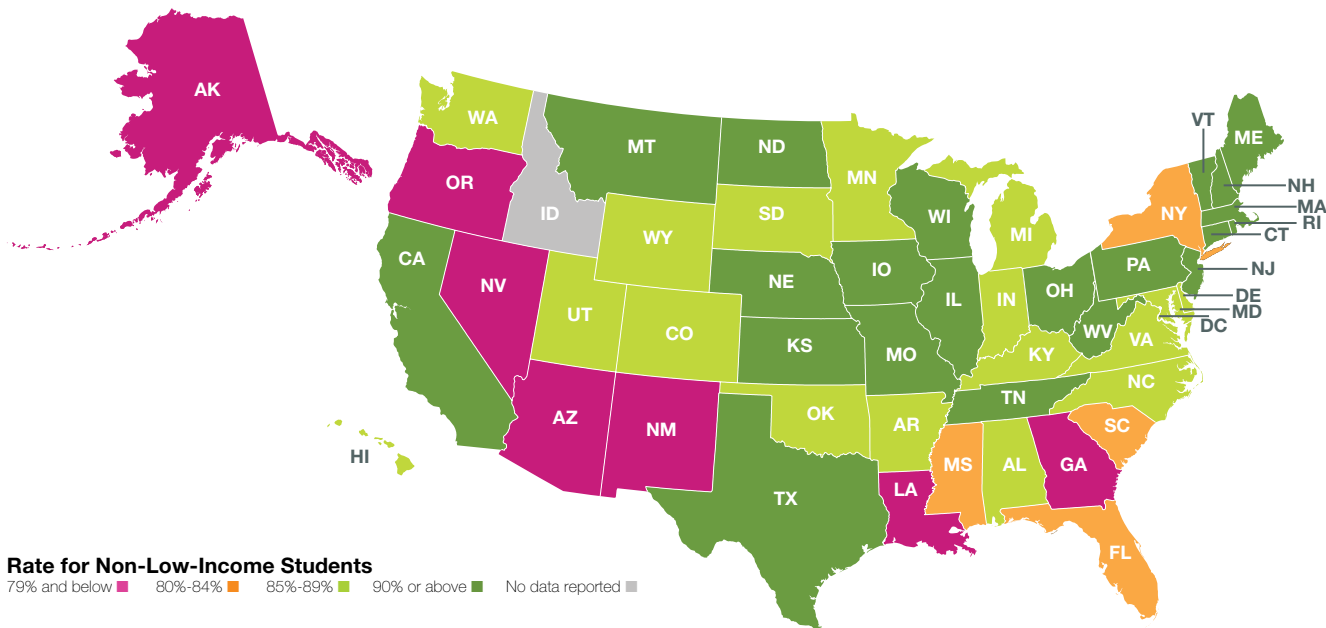 AK
WA
OR
ID
MT
ND
MN
SD
WY
WI
MI
VT
ME
NH
MA
RI
CT
NY
CA
NV
UT
CO
NE
IO
IL
IN
OH
PA
NJ
DE
MD
DC
WV
VA
KS
MO
KY
NC
TN
AZ
NM
OK
AR
SC
HI
TX
LA
MS
AL
GA
FL
Rate for Non-Low-Income Students
79% and below 80%-84% 85%-89% 90% or above No data reported